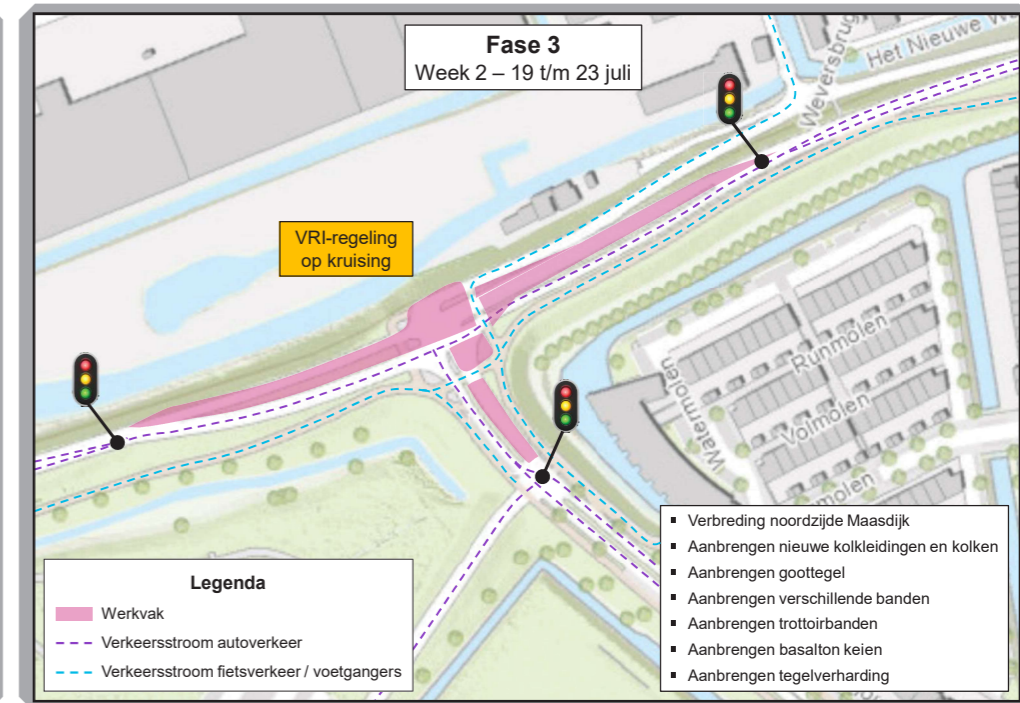 Fase 3
Week 2 – 19 t/m 23 juli
Weversbrug
Het Nieuwe W
VRI-regeling
op kruising
Watermolen
Runmolen
Volmolen
molen
Legenda
Werkvak
Verkeersstroom autoverkeer
Verkeersstroom fietsverkeer / voetgangers
▪ Verbreding noordzijde Maasdijk
▪ Aanbrengen nieuwe kolkleidingen en kolken
▪ Aanbrengen goottegel
▪ Aanbrengen verschillende banden
▪ Aanbrengen trottoirbanden
▪ Aanbrengen basalton keien
▪ Aanbrengen tegelverharding